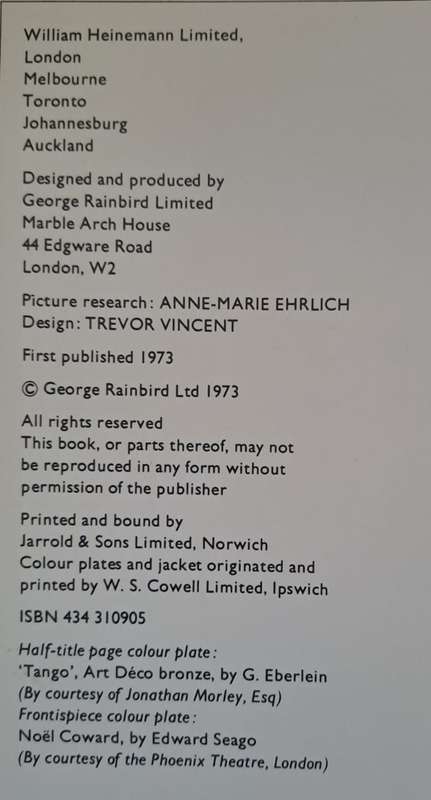 William Heinemann Limited,
London
Melbourne
Toronto
Johannesburg
Auckland
Designed and produced by
George Rainbird Limited
Marble Arch House
44 Edgware Road
London, W2
Picture research: ANNE-MARIE EHRLICH
Design: TREVOR VINCENT
First published 1973
© George Rainbird Ltd 1973
All rights reserved
This book, or parts thereof, may not
be reproduced in any form without
permission of the publisher
Printed and bound by
Jarrold & Sons Limited, Norwich
Colour plates and jacket originated and
printed by W. S. Cowell Limited, Ipswich
ISBN 434 310905
Half-title page colour plate:
'Tango', Art Déco bronze, by G. Eberlein
(By courtesy of Jonathan Morley, Esq)
Frontispiece colour plate:
Noël Coward, by Edward Seago
(By courtesy of the Phoenix Theatre, London)